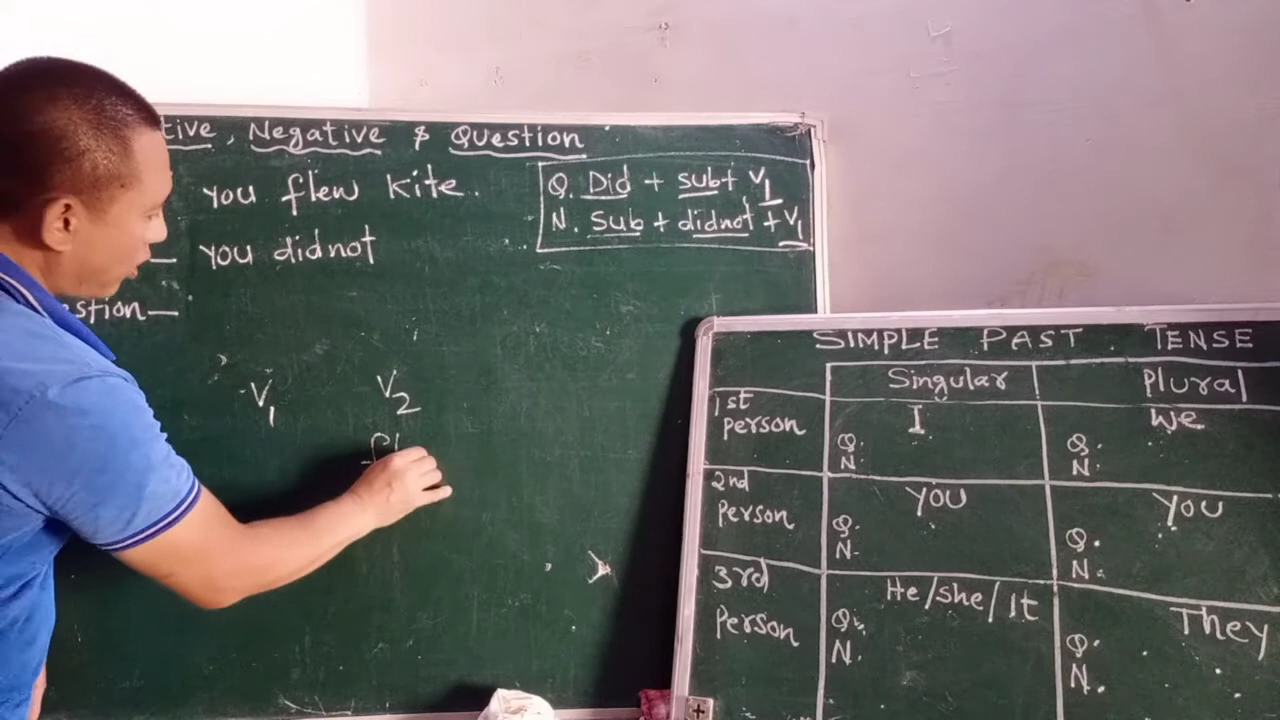 tive, Negative & Question
you flew kite.
— you didnot
stion—
Q. Did + sub + V1
N. Sub + didnot + V1
V1 V2
fl
SIMPLE PAST TENSE
Singular Plural
1st person I We
Q. Q.
N. N.
2nd Person you you
Q. Q.
N. N.
3rd Person He/she/It They
Q. Q.
N. N.